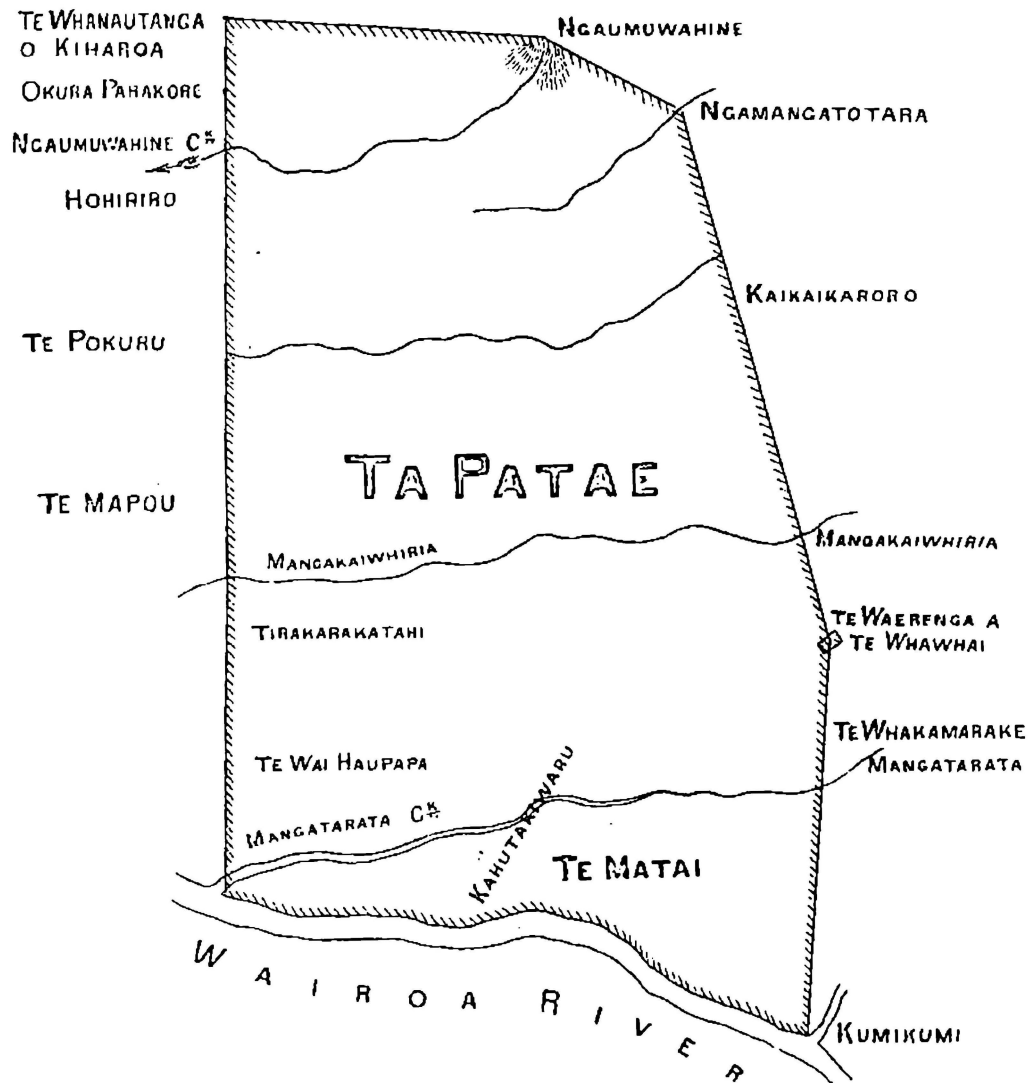 TE WHANAUTANGA
O KIHAROA
NGAUMUWAHINE
OKURA PAHAKORE
NGAMANGATOTARA
NGAUMUWAHINE CK
HOHIRIRO
KAIKAIKARORO
TE POKURU
TA PATAE
TE MAPOU
MANGAKAIWHIRIA
MANGAKAIWHIRIA
TIRAKARAKATAHI
TE WAERENGA A
TE WHAWHAI
TE WHAKAMARAKE
TE WAI HAUPAPA
MANGATARATA
MANGATARATA CK
KAHUTAKIWARU
TE MATAI
WAIROA RIVER
KUMIKUMI